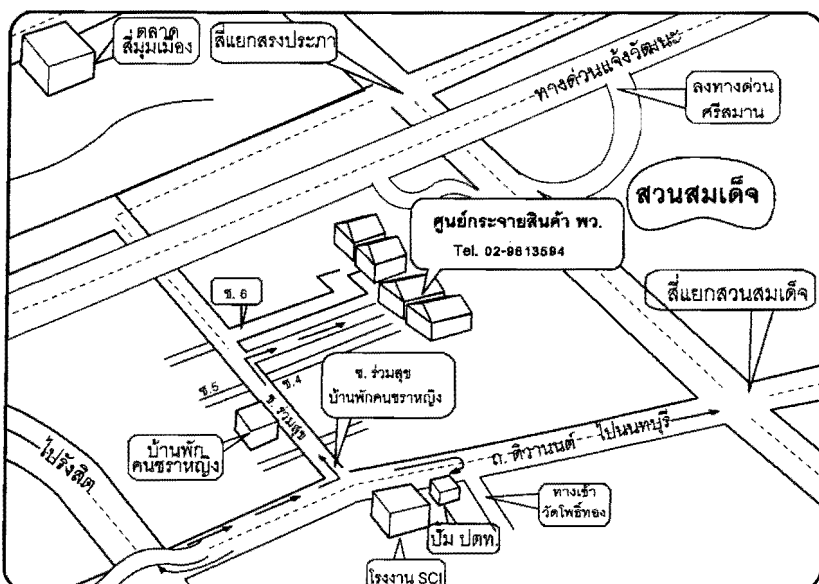 ตลาด
สี่มุมเมือง
สี่แยกสรงประภา
ทางด่วนแจ้งวัฒนะ
ลงทางด่วน
ศรีสมาน
สวนสมเด็จ
ศูนย์กระจายสินค้า พว.
Tel. 02-9613594
สี่แยกสวนสมเด็จ
ซ. 6
ซ.5
ซ.4
ซ. ร่วมสุข
ซ. ร่วมสุข
บ้านพักคนชราหญิง
บ้านพัก
คนชราหญิง
ไปรังสิต
ถ. ติวานนท์ ไปนนทบุรี
ทางเข้า
วัดโพธิ์ทอง
ปั๊ม ปตท.
โรงงาน SCI